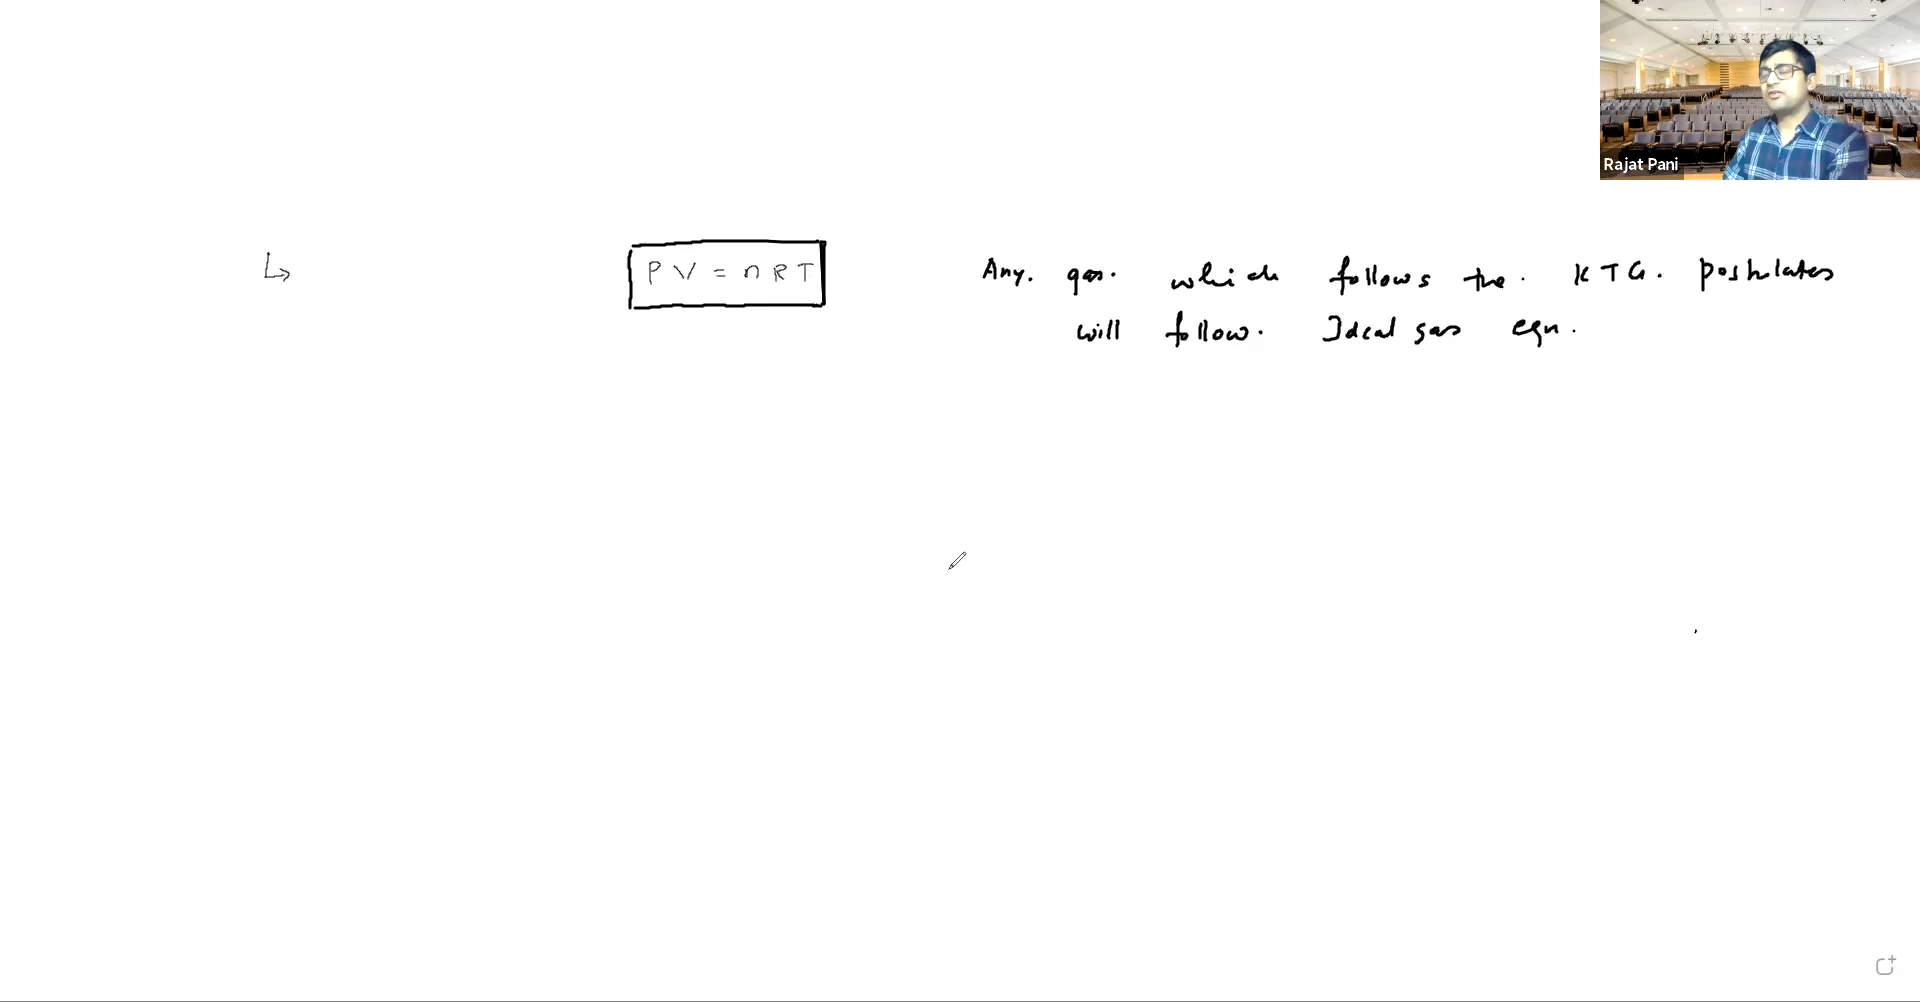 Rajat Pani
PV = nRT
Any. gas. which follows the. KTG. postulates
will follow. Ideal gas eqn.